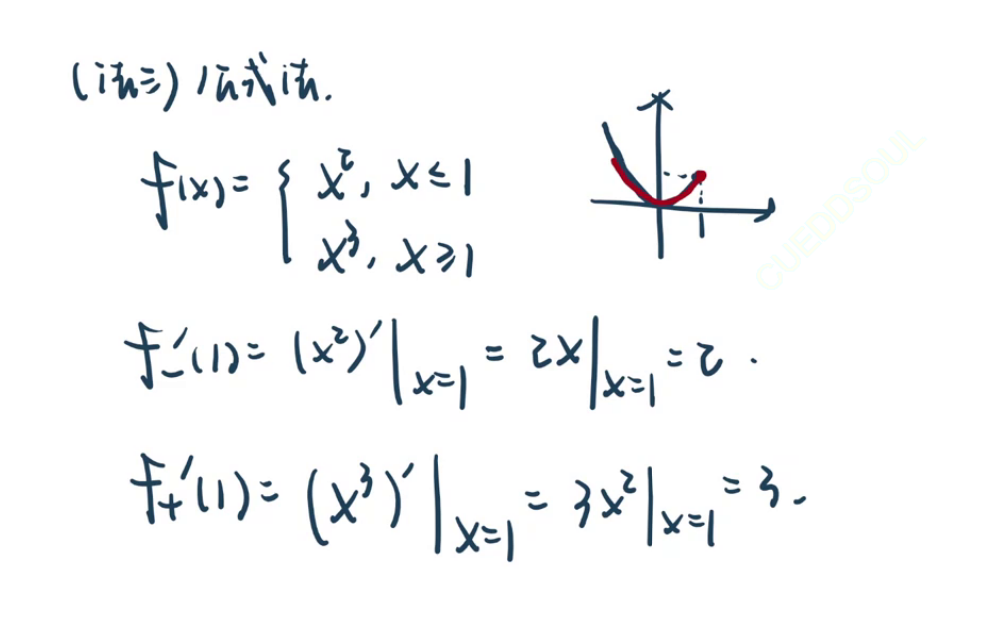 (法三) 公式法.
f(x) = { x², x ≤ 1
x³, x ≥ 1
f₋′(1) = (x²)′|ₓ₌₁ = 2x|ₓ₌₁ = 2.
f₊′(1) = (x³)′|ₓ₌₁ = 3x²|ₓ₌₁ = 3.
CUEDDSOUL